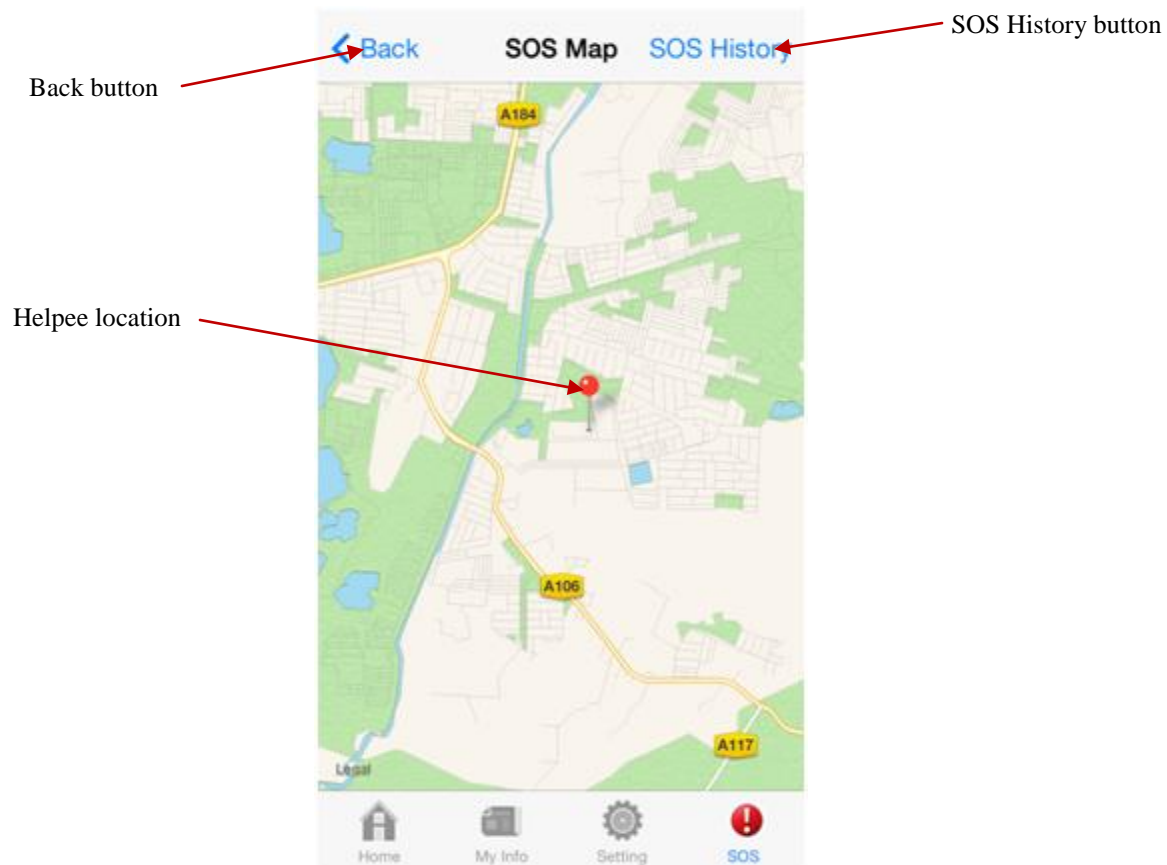 SOS History button
Back SOS Map SOS History
Back button
A184
Helpee location
A106
A117
Legal
Home My Info Setting SOS